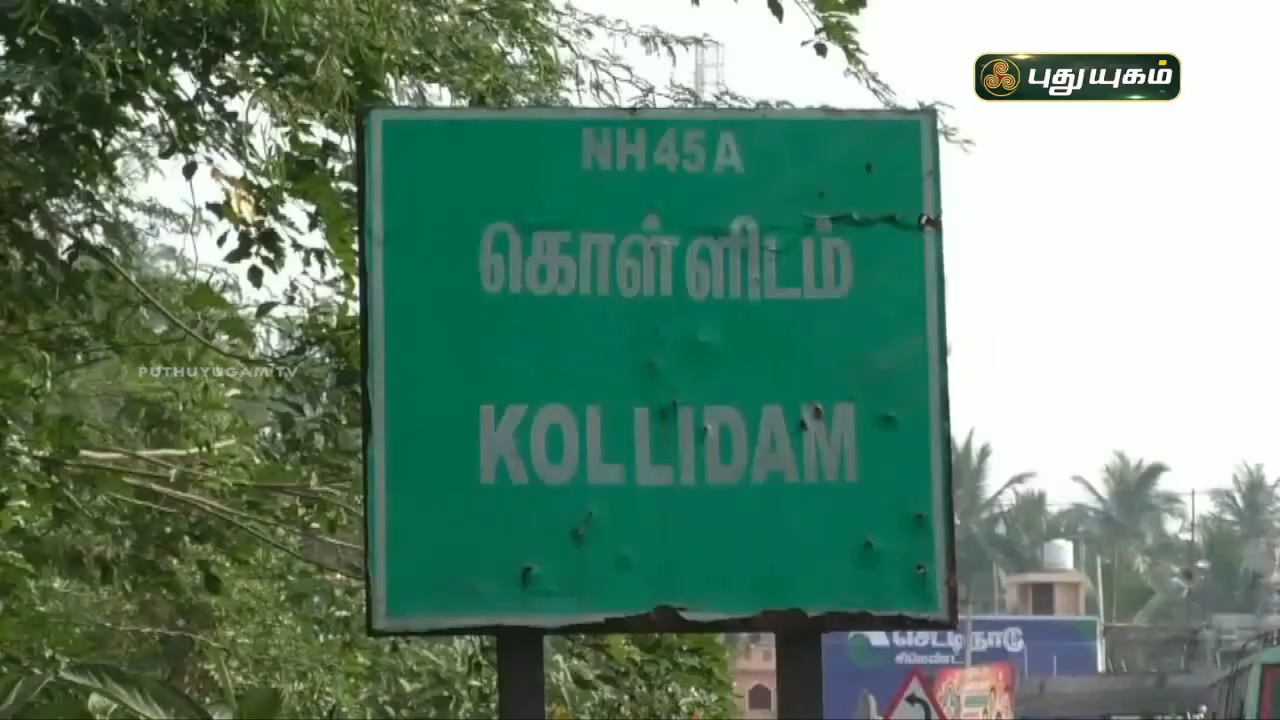 புதுயுகம்
NH45A
கொள்ளிடம்
PUTHUYUGAM TV
KOLLIDAM
செட்டிநாடு
சிமெண்ட்